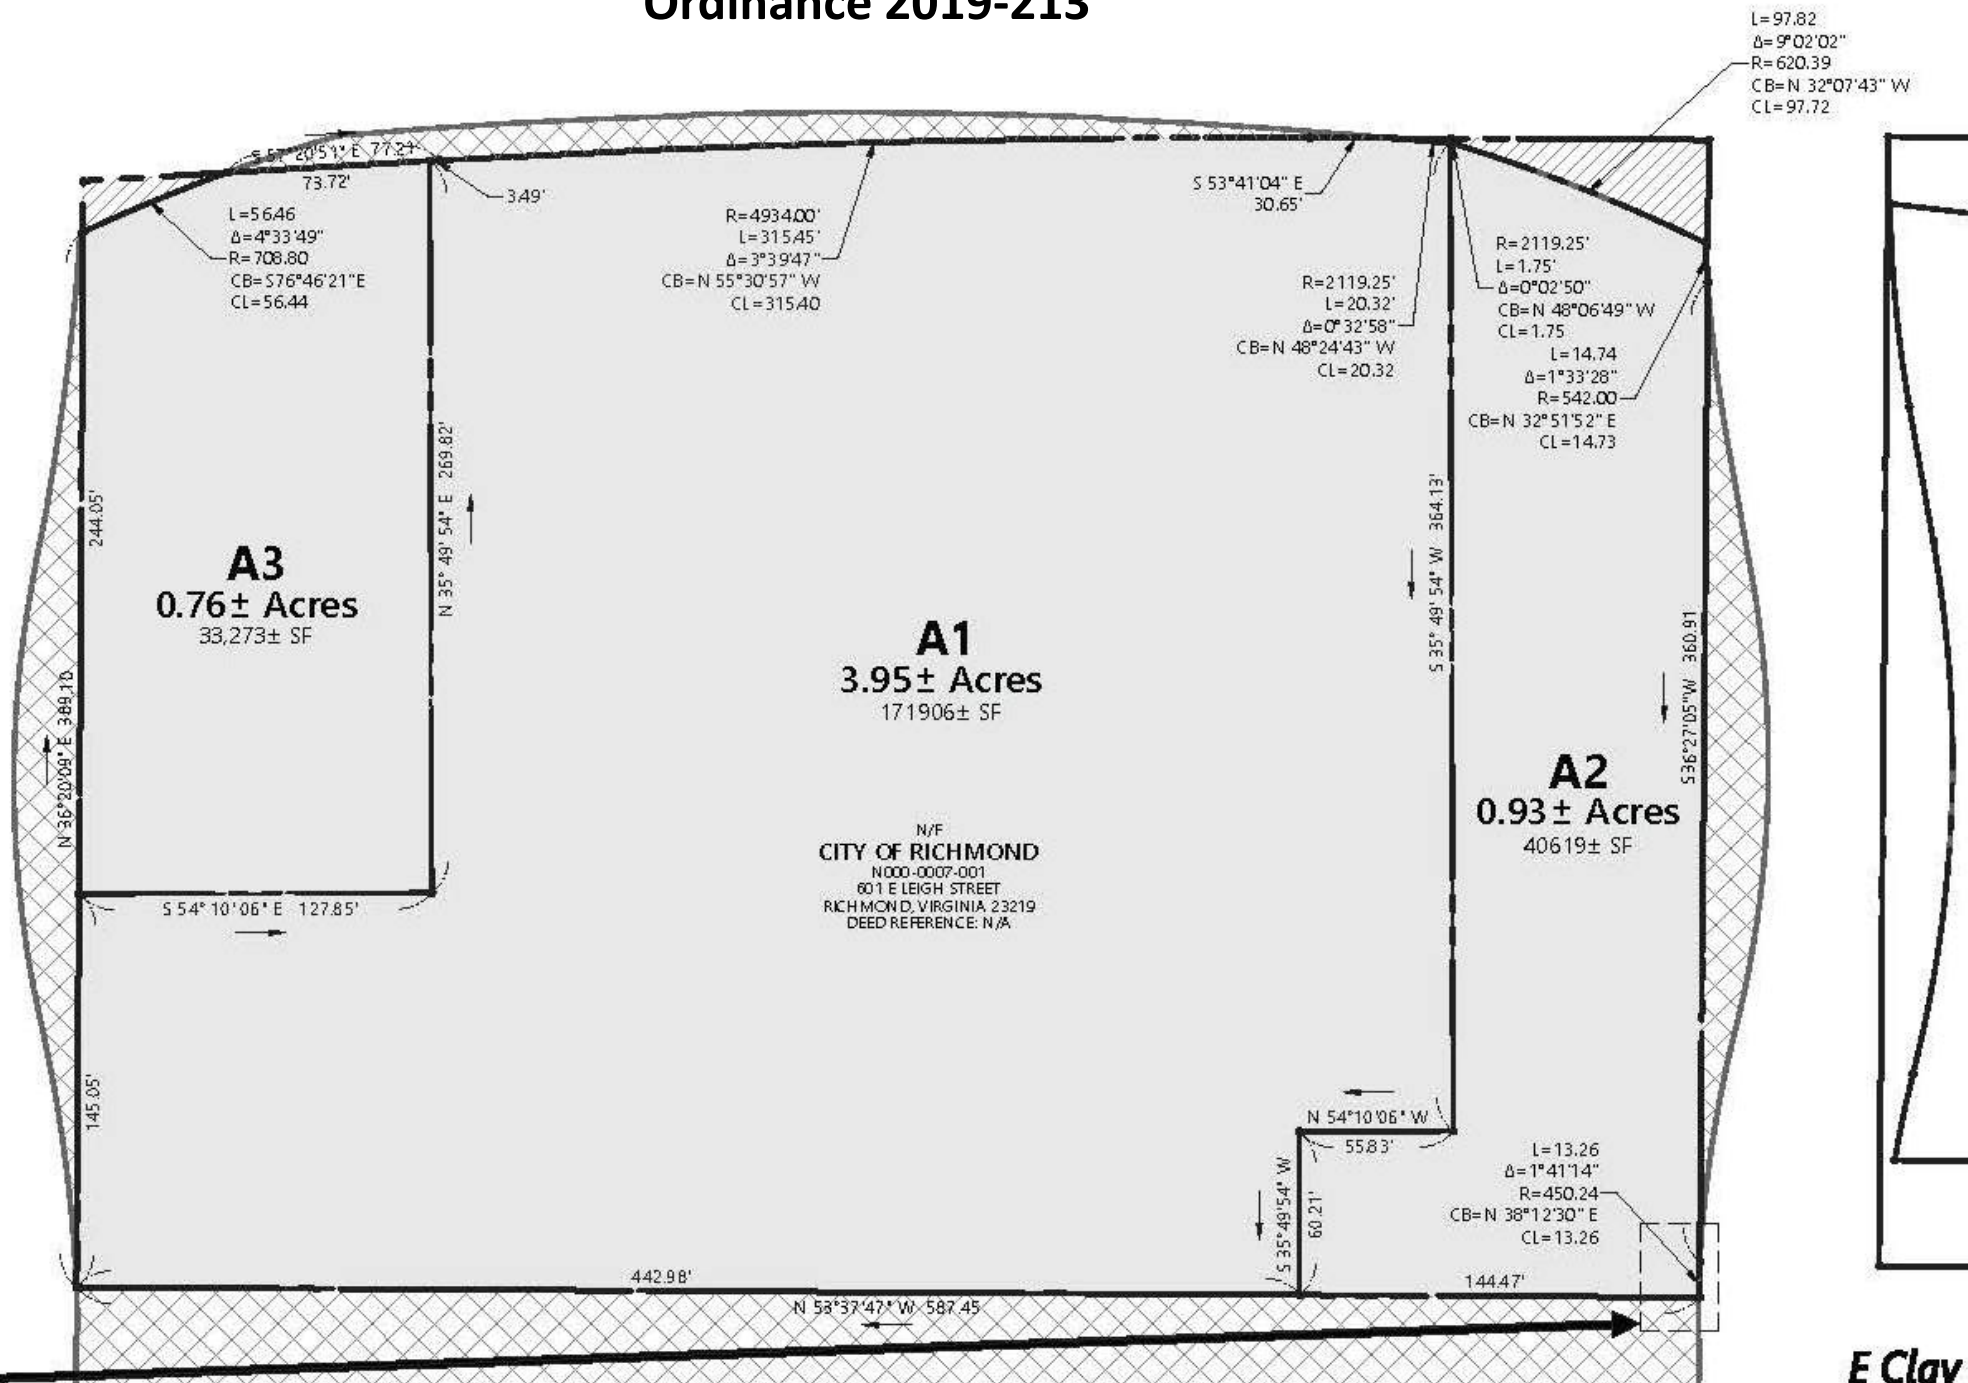 Ordinance 2019-213
L=97.82
Δ=9°02'02"
R=620.39
CB=N 32°07'43" W
CL=97.72
S 57°20'51" E 77.21'
73.72'
3.49'
L=56.46
Δ=4°33'49"
R=708.80
CB=S76°46'21"E
CL=56.44
R=4934.00'
L=315.45'
Δ=3°39'47"
CB=N 55°30'57" W
CL=315.40
S 53°41'04" E
30.65'
R=2119.25'
L=20.32'
Δ=0°32'58"
CB=N 48°24'43" W
CL=20.32
R=2119.25'
L=1.75'
Δ=0°02'50"
CB=N 48°06'49" W
CL=1.75
L=14.74
Δ=1°33'28"
R=542.00
CB=N 32°51'52" E
CL=14.73
244.05'
N 35° 49' 54" E 269.82'
S 35° 49' 54" W 364.13'
S36°27'05"W 360.91
A3
0.76± Acres
33,273± SF
A1
3.95± Acres
171906± SF
N 36°20'09" E 389.10
A2
0.93± Acres
40619± SF
N/F
CITY OF RICHMOND
N000-0007-001
601 E LEIGH STREET
RICHMOND, VIRGINIA 23219
DEED REFERENCE: N/A
S 54°10'06" E 127.85'
145.05'
N 54°10'06" W
55.83'
S 35°49'54" W
60.21'
L=13.26
Δ=1°41'14"
R=450.24
CB=N 38°12'30" E
CL=13.26
442.98'
144.47'
N 53°37'47" W 587.45
E Clay